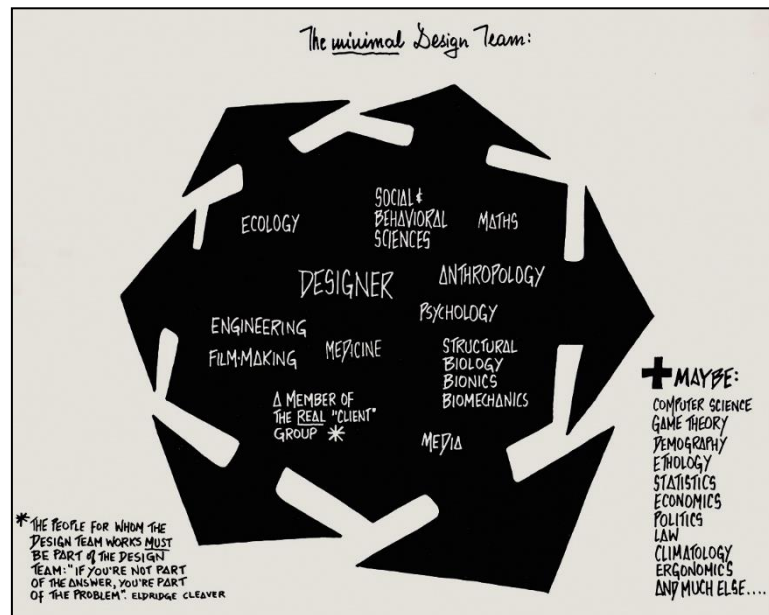 The minimal Design Team:
ECOLOGY
SOCIAL &
BEHAVIORAL
SCIENCES
MATHS
DESIGNER
ANTHROPOLOGY
PSYCHOLOGY
ENGINEERING
FILM-MAKING
MEDICINE
STRUCTURAL
BIOLOGY
BIONICS
BIOMECHANICS
A MEMBER OF
THE REAL "CLIENT"
GROUP *
MEDIA
+ MAYBE:
COMPUTER SCIENCE
GAME THEORY
DEMOGRAPHY
ETHOLOGY
STATISTICS
ECONOMICS
POLITICS
LAW
CLIMATOLOGY
ERGONOMICS
AND MUCH ELSE....
* THE PEOPLE FOR WHOM THE
DESIGN TEAM WORKS MUST
BE PART of the DESIGN
TEAM: "IF YOU'RE NOT PART
OF THE ANSWER, YOU'RE PART
OF THE PROBLEM". ELDRIDGE CLEAVER